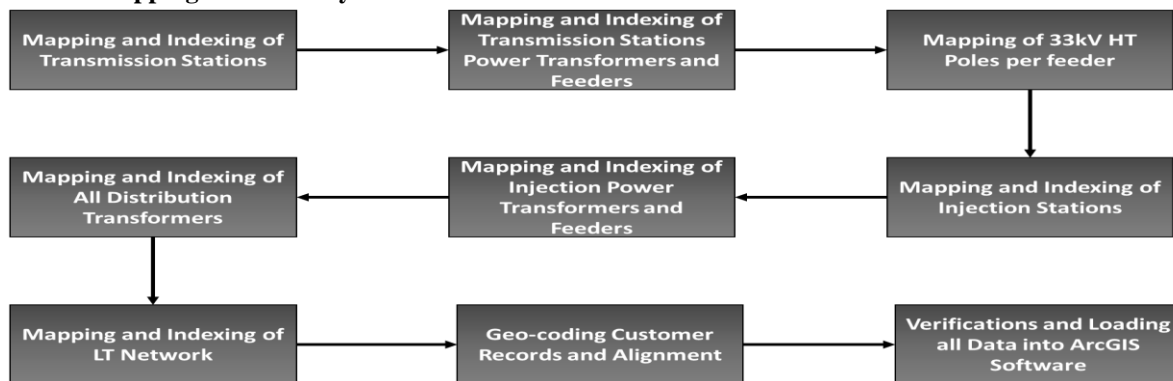 Mapping and Indexing of
Transmission Stations
Mapping and Indexing of
Transmission Stations
Power Transformers and
Feeders
Mapping of 33kV HT
Poles per feeder
Mapping and Indexing of
All Distribution
Transformers
Mapping and Indexing of
Injection Power
Transformers and
Feeders
Mapping and Indexing of
Injection Stations
Mapping and Indexing of
LT Network
Geo-coding Customer
Records and Alignment
Verifications and Loading
all Data into ArcGIS
Software